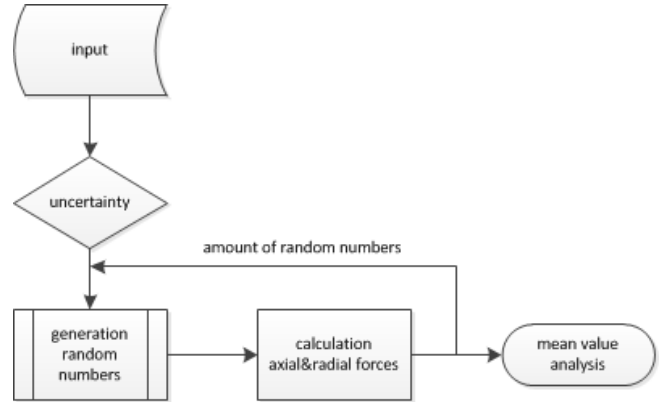 input
uncertainty
amount of random numbers
generation
random
numbers
calculation
axial&radial forces
mean value
analysis